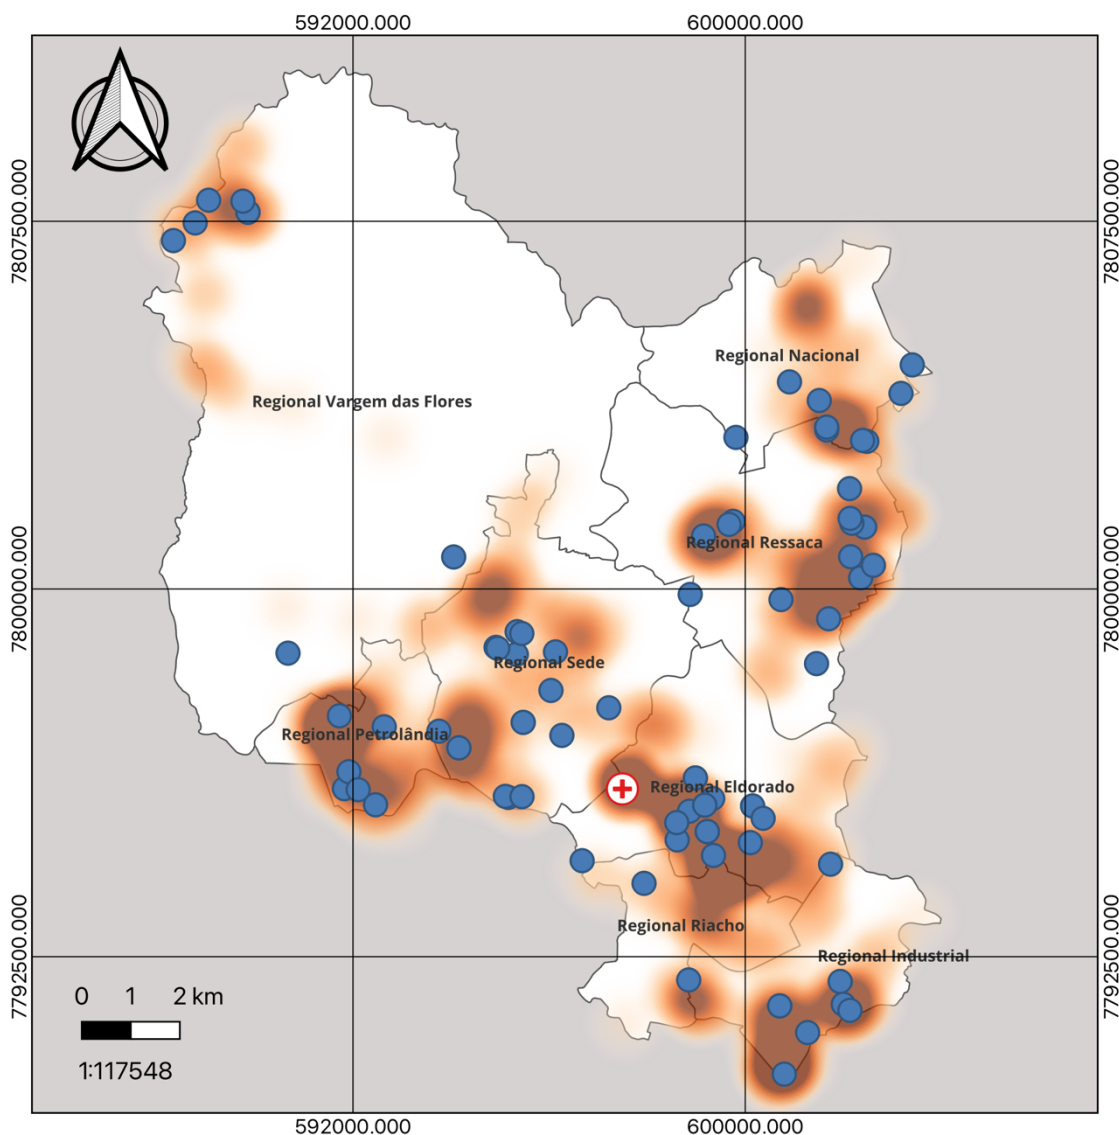 592000.000 600000.000
7807500.000 7807500.000
Regional Nacional
Regional Vargem das Flores
Regional Ressaca
7800000.000 7800000.000
Regional Sede
Regional Petrolândia
Regional Eldorado
Regional Riacho
Regional Industrial
7792500.000 7792500.000
0 1 2 km
1:117548
592000.000 600000.000